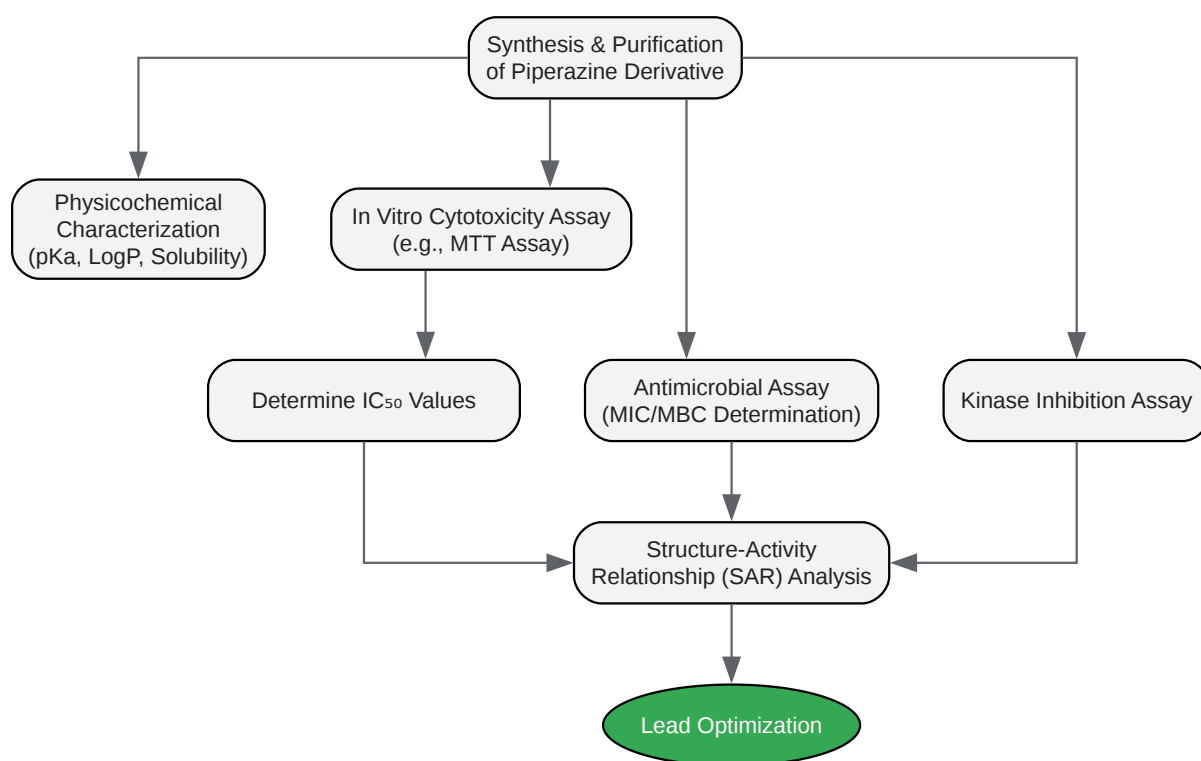 Synthesis & Purification
of Piperazine Derivative
Physicochemical
Characterization
(pKa, LogP, Solubility)
In Vitro Cytotoxicity Assay
(e.g., MTT Assay)
Determine IC₅₀ Values
Antimicrobial Assay
(MIC/MBC Determination)
Kinase Inhibition Assay
Structure-Activity
Relationship (SAR) Analysis
Lead Optimization